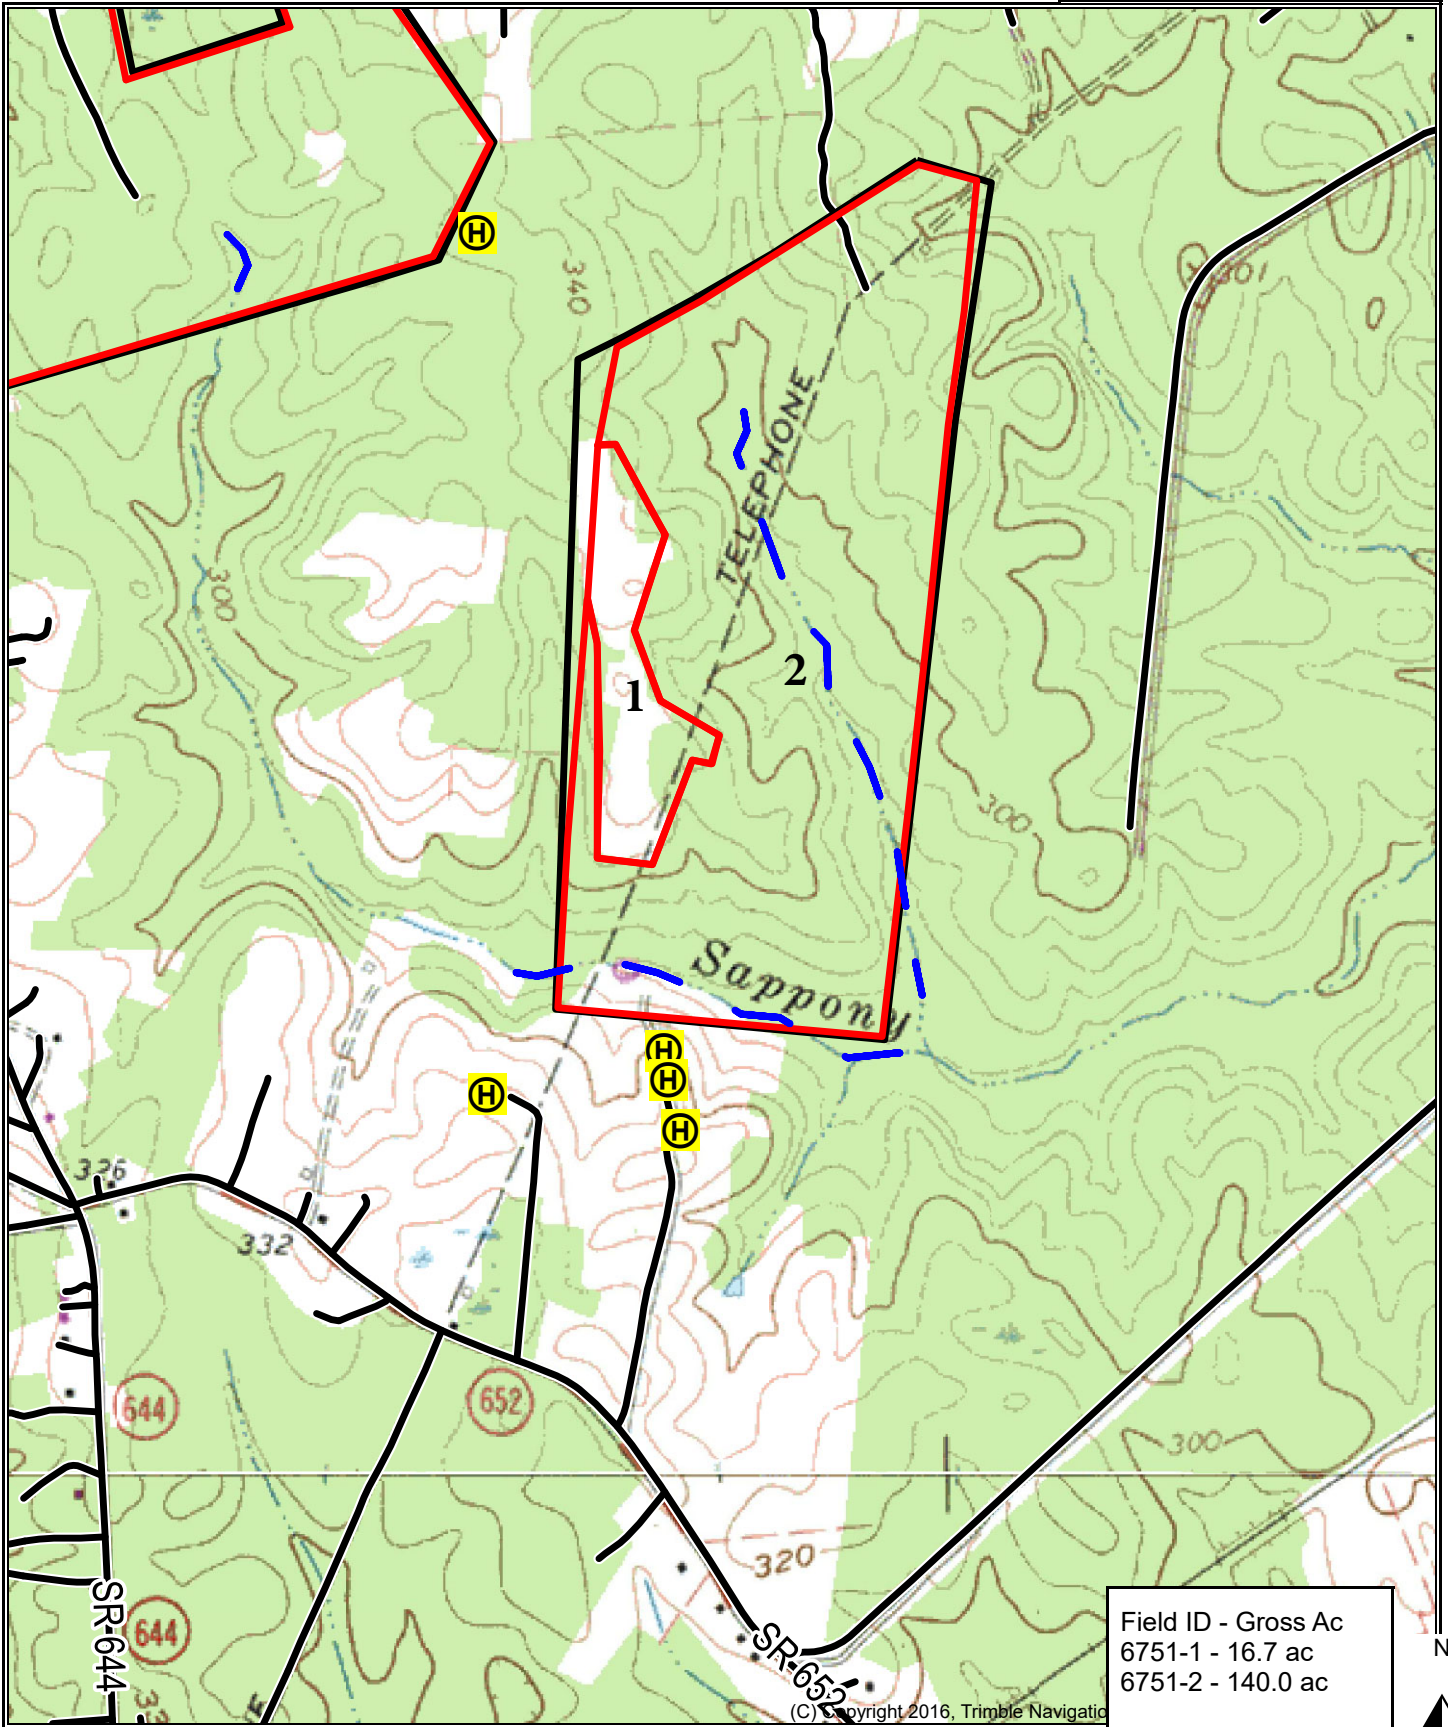 H
340
301
TELEPHONE
300
2
1
300
Sappony
H
H
H
H
326
332
644
652
300
320
SR-644
644
SR-652
Field ID - Gross Ac
6751-1 - 16.7 ac
6751-2 - 140.0 ac
N
(C) Copyright 2016, Trimble Navigatio